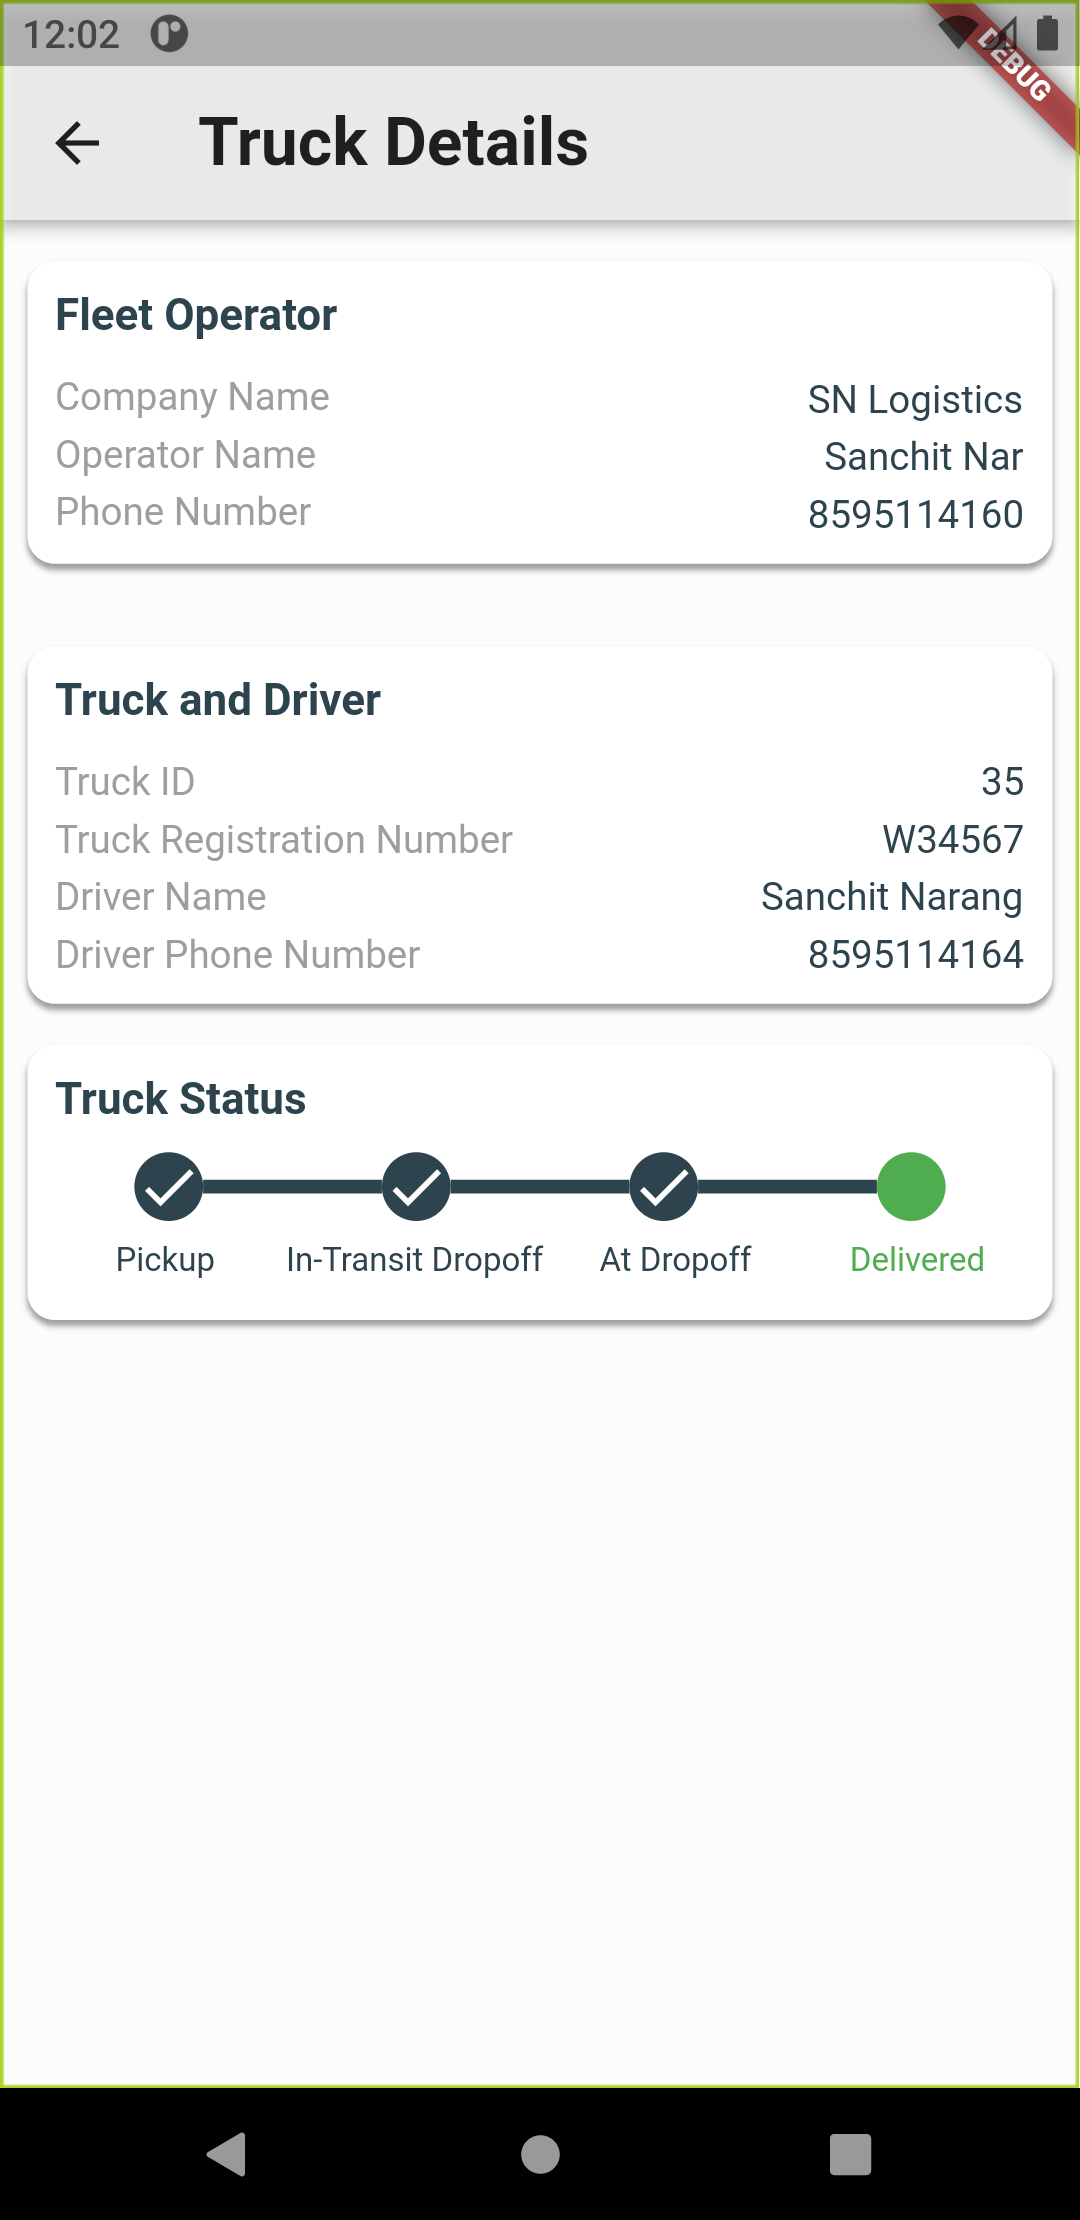 12:02
DEBUG
Truck Details
Fleet Operator
Company Name SN Logistics
Operator Name Sanchit Nar
Phone Number 8595114160
Truck and Driver
Truck ID 35
Truck Registration Number W34567
Driver Name Sanchit Narang
Driver Phone Number 8595114164
Truck Status
Pickup In-Transit Dropoff At Dropoff Delivered